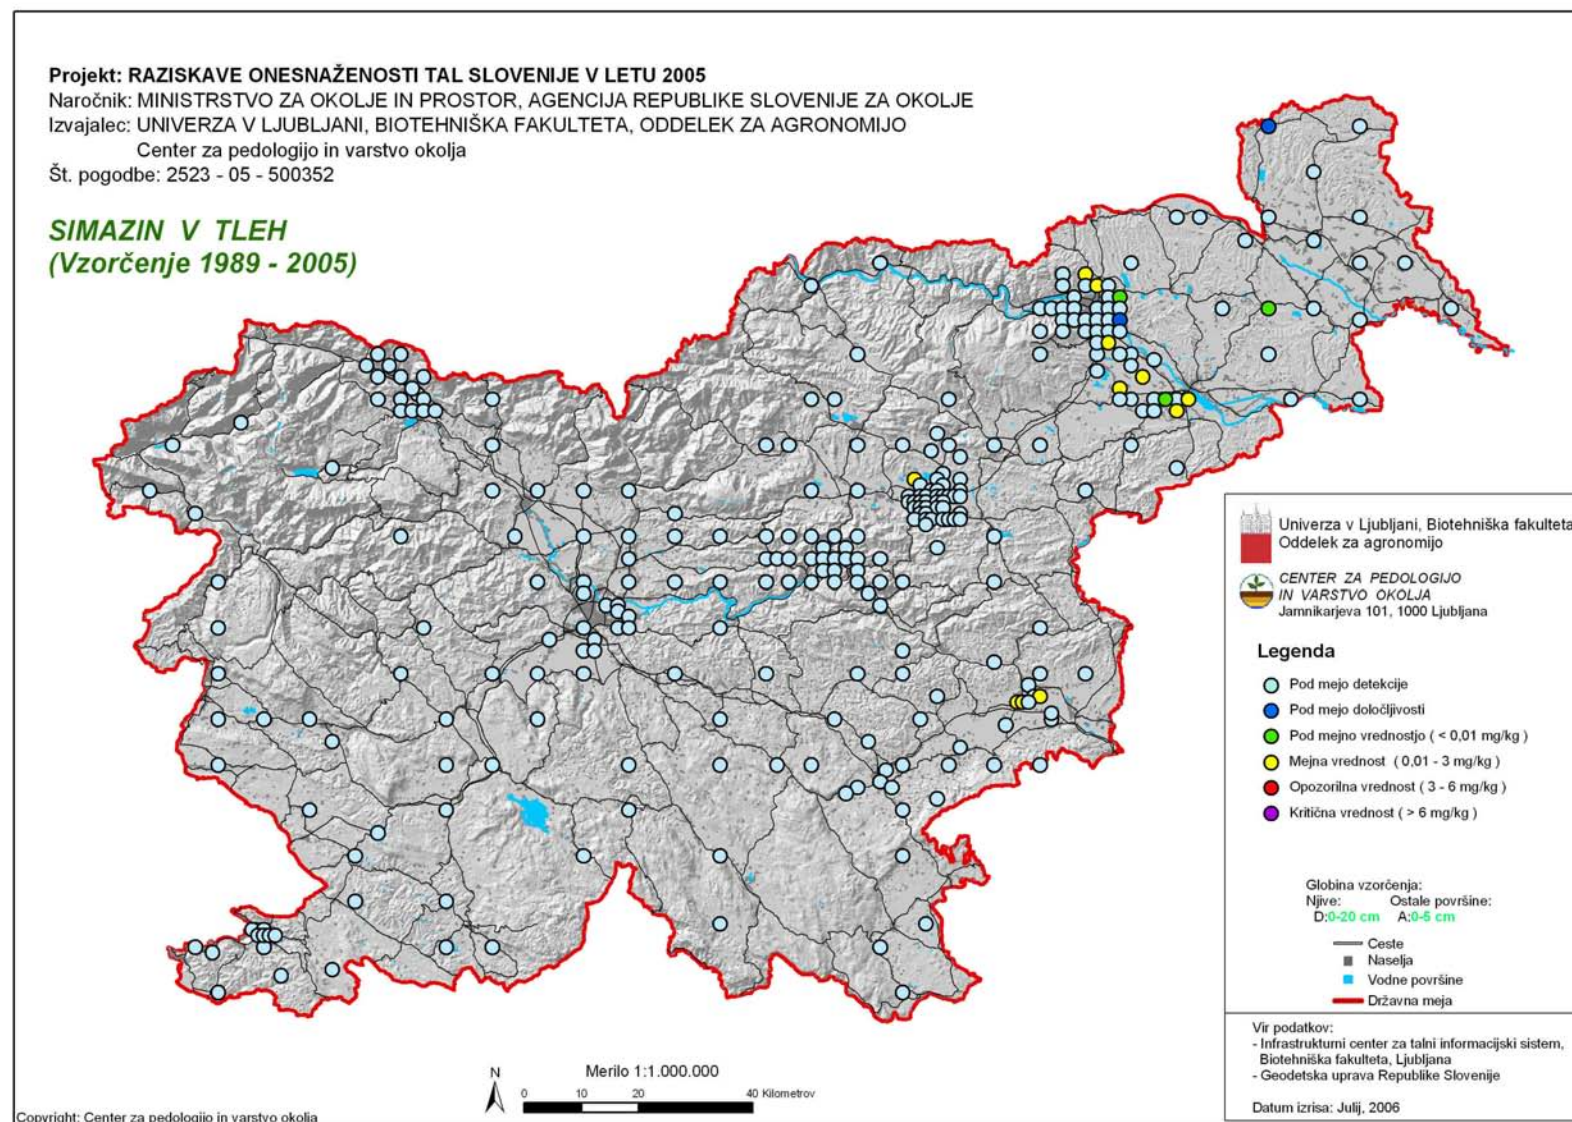 Projekt: RAZISKAVE ONESNAŽENOSTI TAL SLOVENIJE V LETU 2005
Naročnik: MINISTRSTVO ZA OKOLJE IN PROSTOR, AGENCIJA REPUBLIKE SLOVENIJE ZA OKOLJE
Izvajalec: UNIVERZA V LJUBLJANI, BIOTEHNIŠKA FAKULTETA, ODDELEK ZA AGRONOMIJO
Center za pedologijo in varstvo okolja
Št. pogodbe: 2523 - 05 - 500352
SIMAZIN V TLEH
(Vzorčenje 1989 - 2005)
Univerza v Ljubljani, Biotehniška fakulteta
Oddelek za agronomijo
CENTER ZA PEDOLOGIJO
IN VARSTVO OKOLJA
Jamnikarjeva 101, 1000 Ljubljana
Legenda
Pod mejo detekcije
Pod mejo določljivosti
Pod mejno vrednostjo ( < 0,01 mg/kg )
Mejna vrednost ( 0,01 - 3 mg/kg )
Opozorilna vrednost ( 3 - 6 mg/kg )
Kritična vrednost ( > 6 mg/kg )
Globina vzorčenja:
Njive: Ostale površine:
D:0-20 cm A:0-5 cm
Ceste
Naselja
Vodne površine
Državna meja
Vir podatkov:
- Infrastrukturni center za talni informacijski sistem,
Biotehniška fakulteta, Ljubljana
- Geodetska uprava Republike Slovenije
Datum izrisa: Julij, 2006
N
Merilo 1:1.000.000
0 10 20 40 Kilometrov
Copyright: Center za pedologijo in varstvo okolja